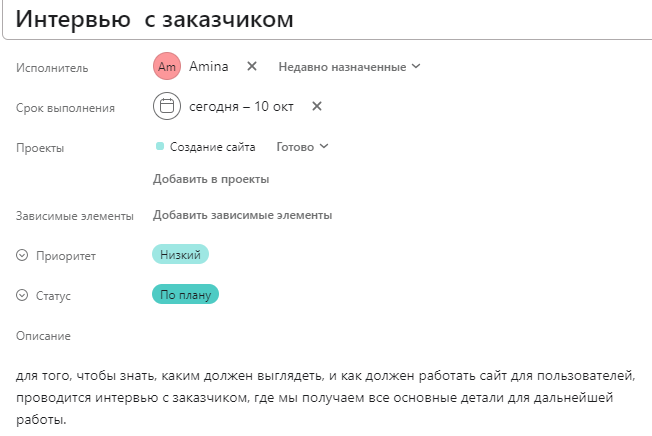 Интервью  с заказчиком
Исполнитель Am Amina Недавно назначенные
Срок выполнения сегодня – 10 окт
Проекты Создание сайта Готово
Добавить в проекты
Зависимые элементы Добавить зависимые элементы
Приоритет Низкий
Статус По плану
Описание
для того, чтобы знать, каким должен выглядеть, и как должен работать сайт для пользователей,
проводится интервью с заказчиком, где мы получаем все основные детали для дальнейшей
работы.